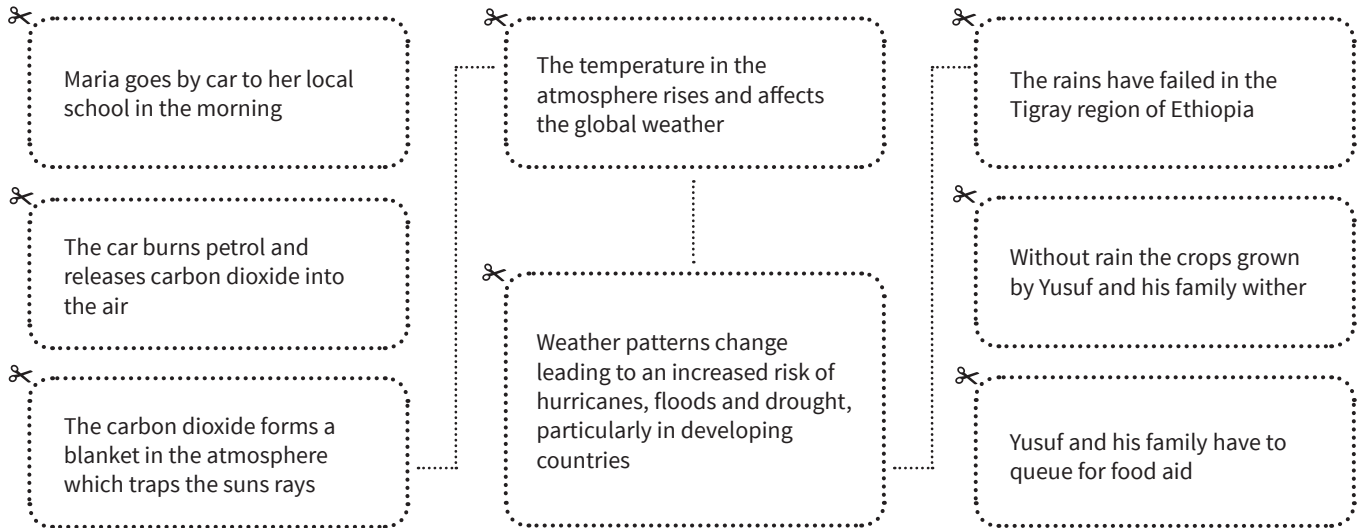 Maria goes by car to her local
school in the morning
The car burns petrol and
releases carbon dioxide into
the air
The carbon dioxide forms a
blanket in the atmosphere
which traps the suns rays
The temperature in the
atmosphere rises and affects
the global weather
Weather patterns change
leading to an increased risk of
hurricanes, floods and drought,
particularly in developing
countries
The rains have failed in the
Tigray region of Ethiopia
Without rain the crops grown
by Yusuf and his family wither
Yusuf and his family have to
queue for food aid